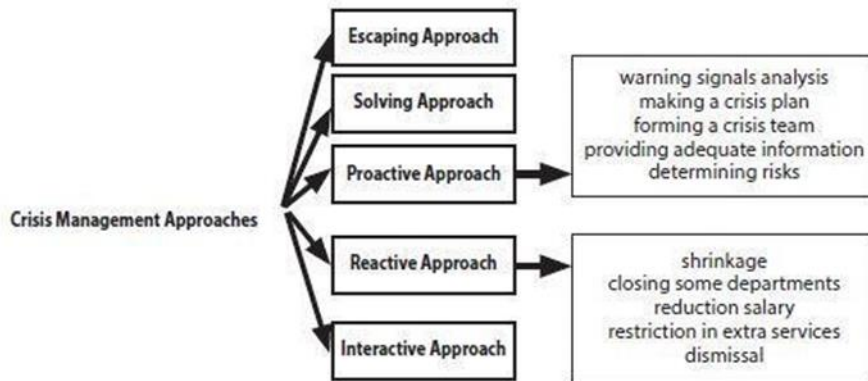 Escaping Approach
Solving Approach
Proactive Approach
warning signals analysis
making a crisis plan
forming a crisis team
providing adequate information
determining risks
Crisis Management Approaches
Reactive Approach
shrinkage
closing some departments
reduction salary
restriction in extra services
dismissal
Interactive Approach